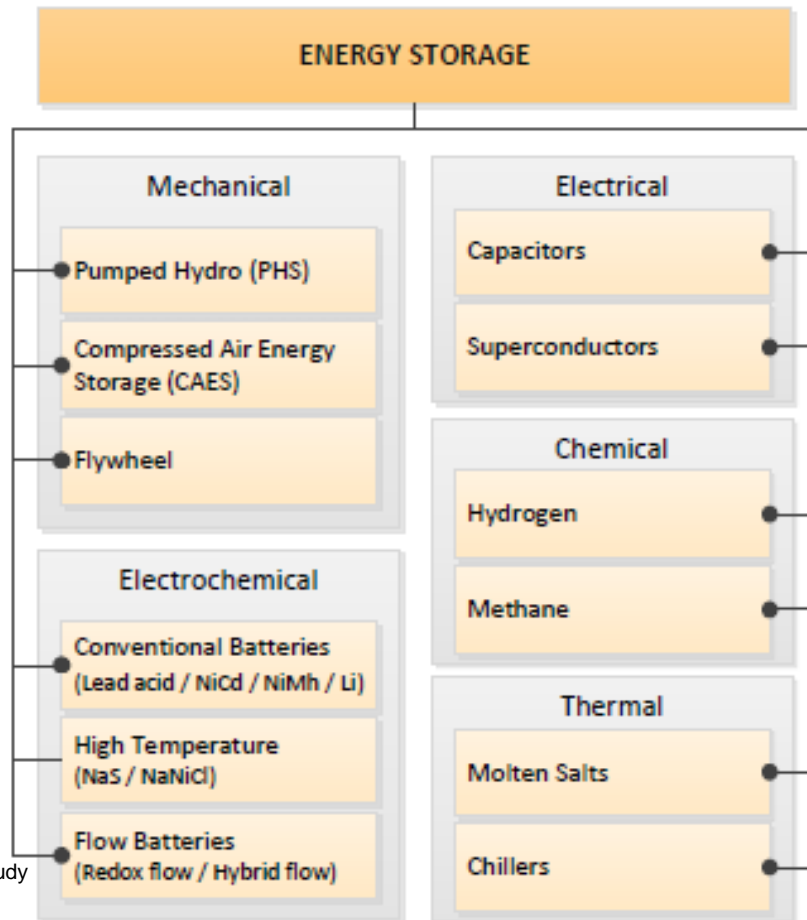 ENERGY STORAGE
Mechanical
Pumped Hydro (PHS)
Compressed Air Energy
Storage (CAES)
Flywheel
Electrochemical
Conventional Batteries
(Lead acid / NiCd / NiMh / Li)
High Temperature
(NaS / NaNiCl)
Flow Batteries
(Redox flow / Hybrid flow)
Electrical
Capacitors
Superconductors
Chemical
Hydrogen
Methane
Thermal
Molten Salts
Chillers